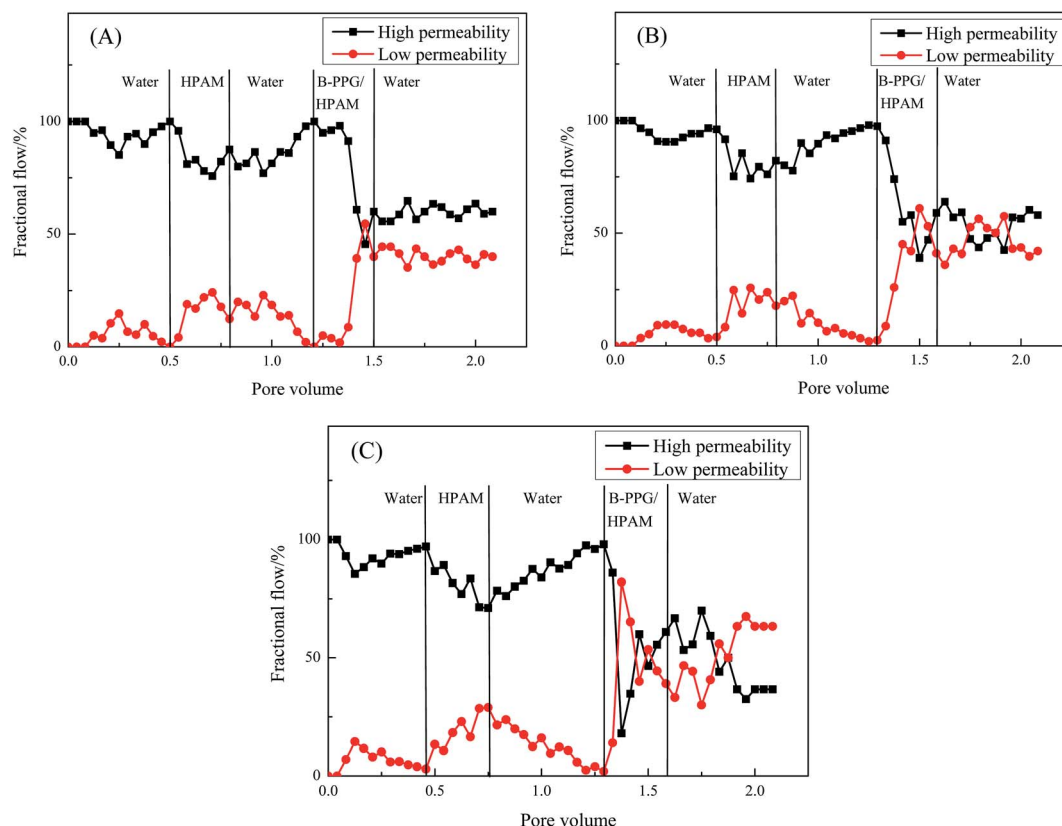 (A)
High permeability
Low permeability
Water
HPAM
Water
B-PPG/
HPAM
Water
100
50
0
Fractional flow/%
0.0 0.5 1.0 1.5 2.0
Pore volume
(B)
High permeability
Low permeability
Water
HPAM
Water
B-PPG/
HPAM
Water
100
50
0
Fractional flow/%
0.0 0.5 1.0 1.5 2.0
Pore volume
(C)
High permeability
Low permeability
Water
HPAM
Water
B-PPG/
HPAM
Water
100
50
0
Fractional flow/%
0.0 0.5 1.0 1.5 2.0
Pore volume